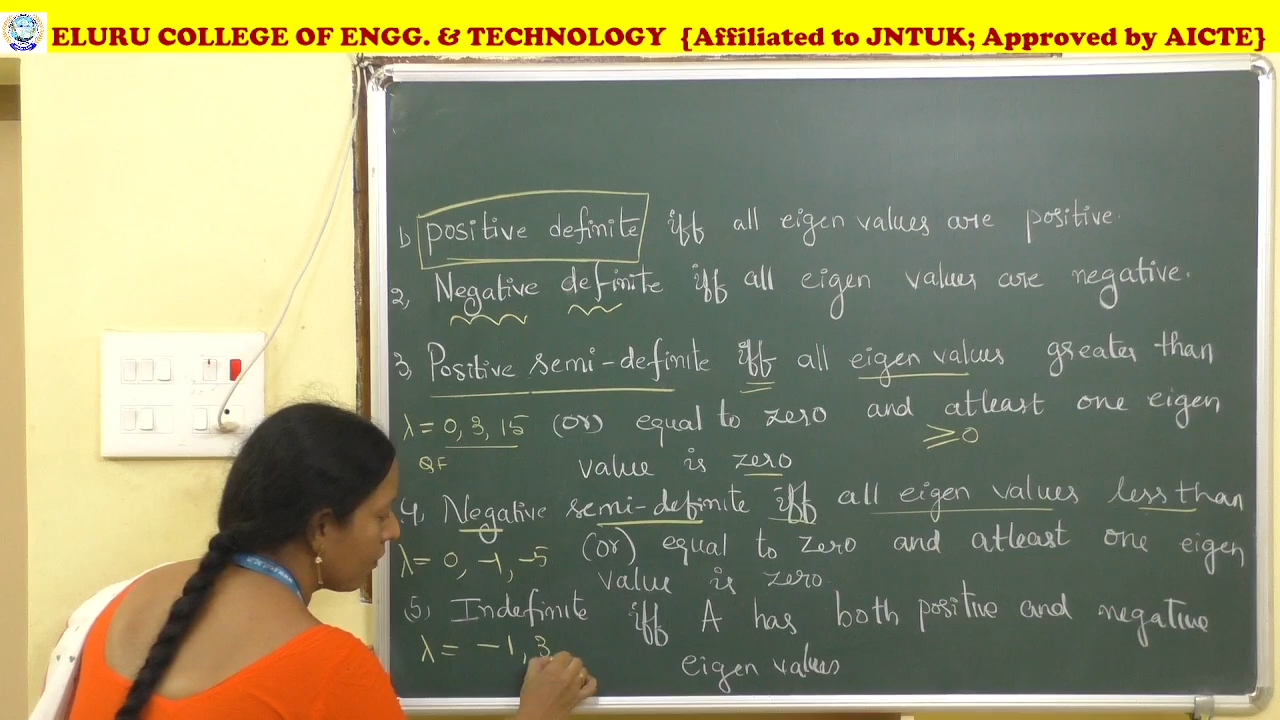 ELURU COLLEGE OF ENGG. & TECHNOLOGY {Affiliated to JNTUK; Approved by AICTE}
1) positive definite iff all eigen values are positive.
2, Negative definite iff all eigen values are negative.
3, Positive semi-definite iff all eigen values greater than
λ = 0, 3, 15 (or) equal to zero and atleast one eigen
≥0
QF value is zero
4, Negative semi-definite iff all eigen values less than
λ = 0, -1, -5 (or) equal to zero and atleast one eigen
value is zero.
5, Indefinite iff A has both positive and negative
λ = -1, 3
eigen values